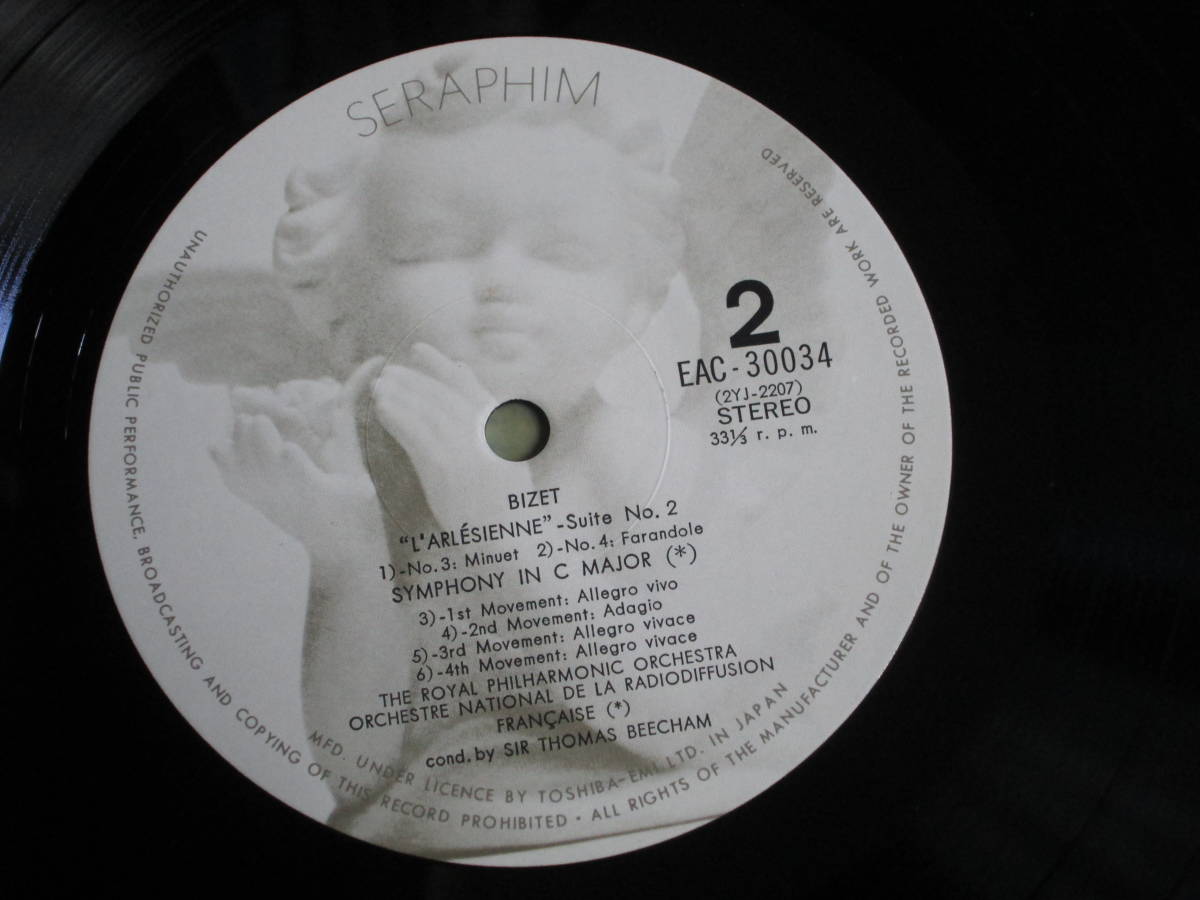 SERAPHIM
2
EAC-30034
(2YJ-2207)
STEREO
33⅓ r. p. m.
BIZET
“L'ARLÉSIENNE”-Suite No. 2
1)-No. 3: Minuet 2)-No. 4: Farandole
SYMPHONY IN C MAJOR (*)
3)-1st Movement: Allegro vivo
4)-2nd Movement: Adagio
5)-3rd Movement: Allegro vivace
6)-4th Movement: Allegro vivace
THE ROYAL PHILHARMONIC ORCHESTRA
ORCHESTRE NATIONAL DE LA RADIODIFFUSION
FRANÇAISE (*)
cond. by SIR THOMAS BEECHAM
MFD. UNDER LICENCE BY TOSHIBA-EMI LTD. IN JAPAN
UNAUTHORIZED PUBLIC PERFORMANCE, BROADCASTING AND COPYING OF THIS RECORD PROHIBITED • ALL RIGHTS OF THE MANUFACTURER AND OF THE OWNER OF THE RECORDED WORK ARE RESERVED